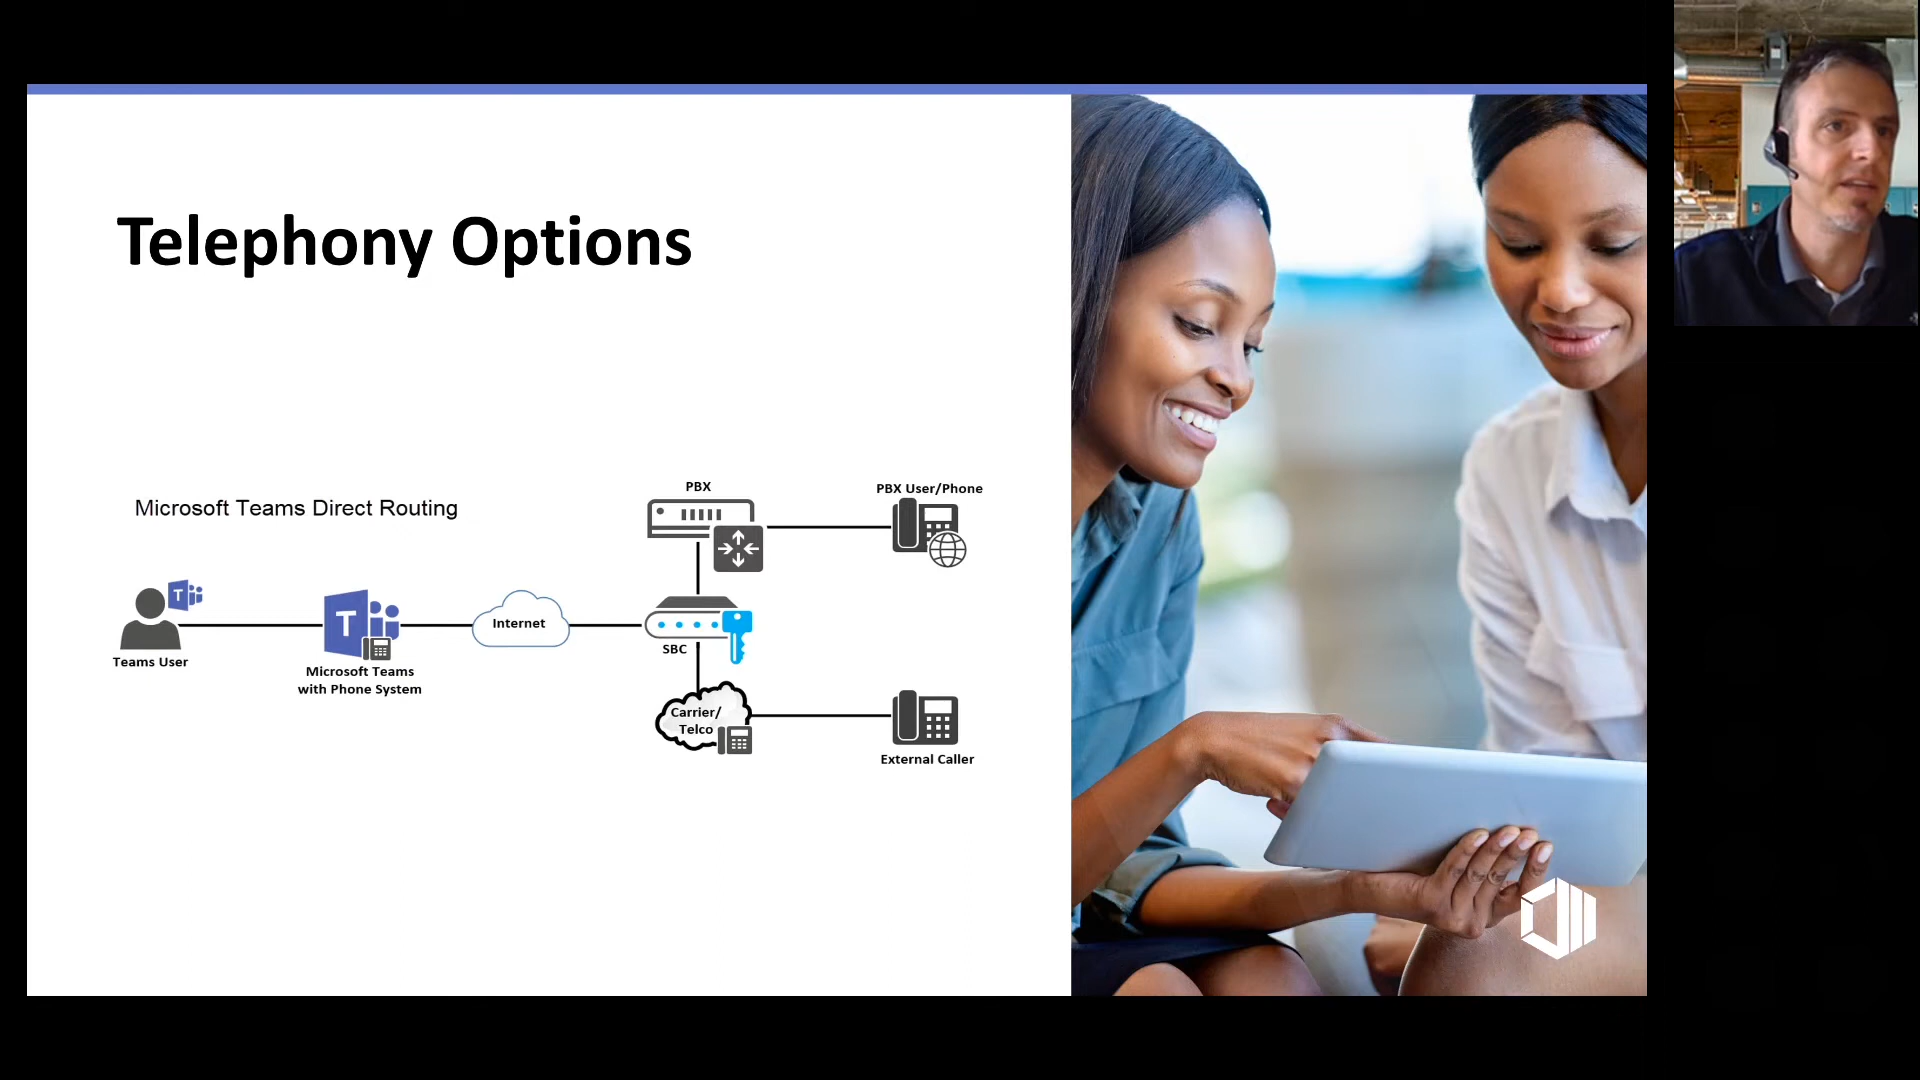 Telephony Options
Microsoft Teams Direct Routing
PBX
PBX User/Phone
T
Teams User
T
Microsoft Teams
with Phone System
Internet
SBC
Carrier/
Telco
External Caller